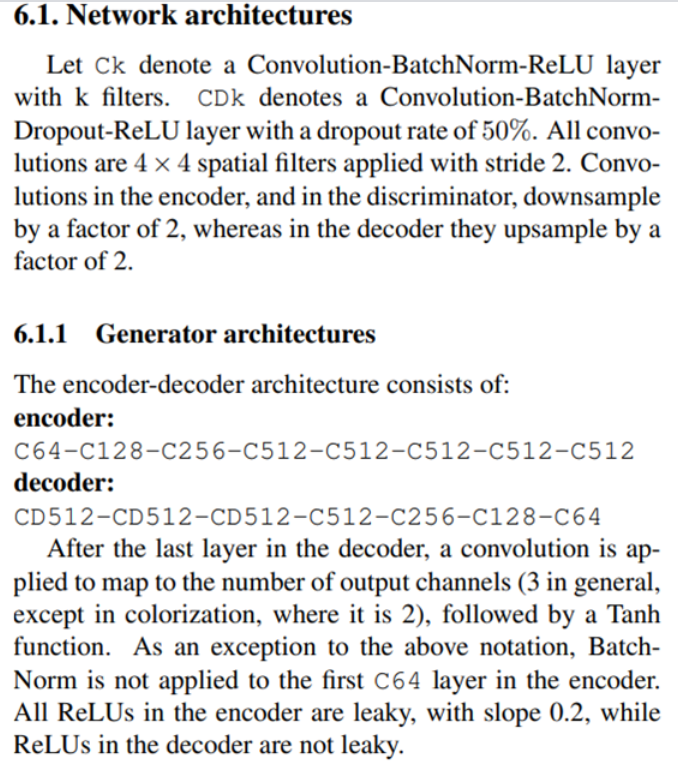 6.1. Network architectures
Let Ck denote a Convolution-BatchNorm-ReLU layer
with k filters. CDk denotes a Convolution-BatchNorm-
Dropout-ReLU layer with a dropout rate of 50%. All convo-
lutions are 4 × 4 spatial filters applied with stride 2. Convo-
lutions in the encoder, and in the discriminator, downsample
by a factor of 2, whereas in the decoder they upsample by a
factor of 2.
6.1.1 Generator architectures
The encoder-decoder architecture consists of:
encoder:
C64-C128-C256-C512-C512-C512-C512-C512
decoder:
CD512-CD512-CD512-C512-C256-C128-C64
After the last layer in the decoder, a convolution is ap-
plied to map to the number of output channels (3 in general,
except in colorization, where it is 2), followed by a Tanh
function. As an exception to the above notation, Batch-
Norm is not applied to the first C64 layer in the encoder.
All ReLUs in the encoder are leaky, with slope 0.2, while
ReLUs in the decoder are not leaky.